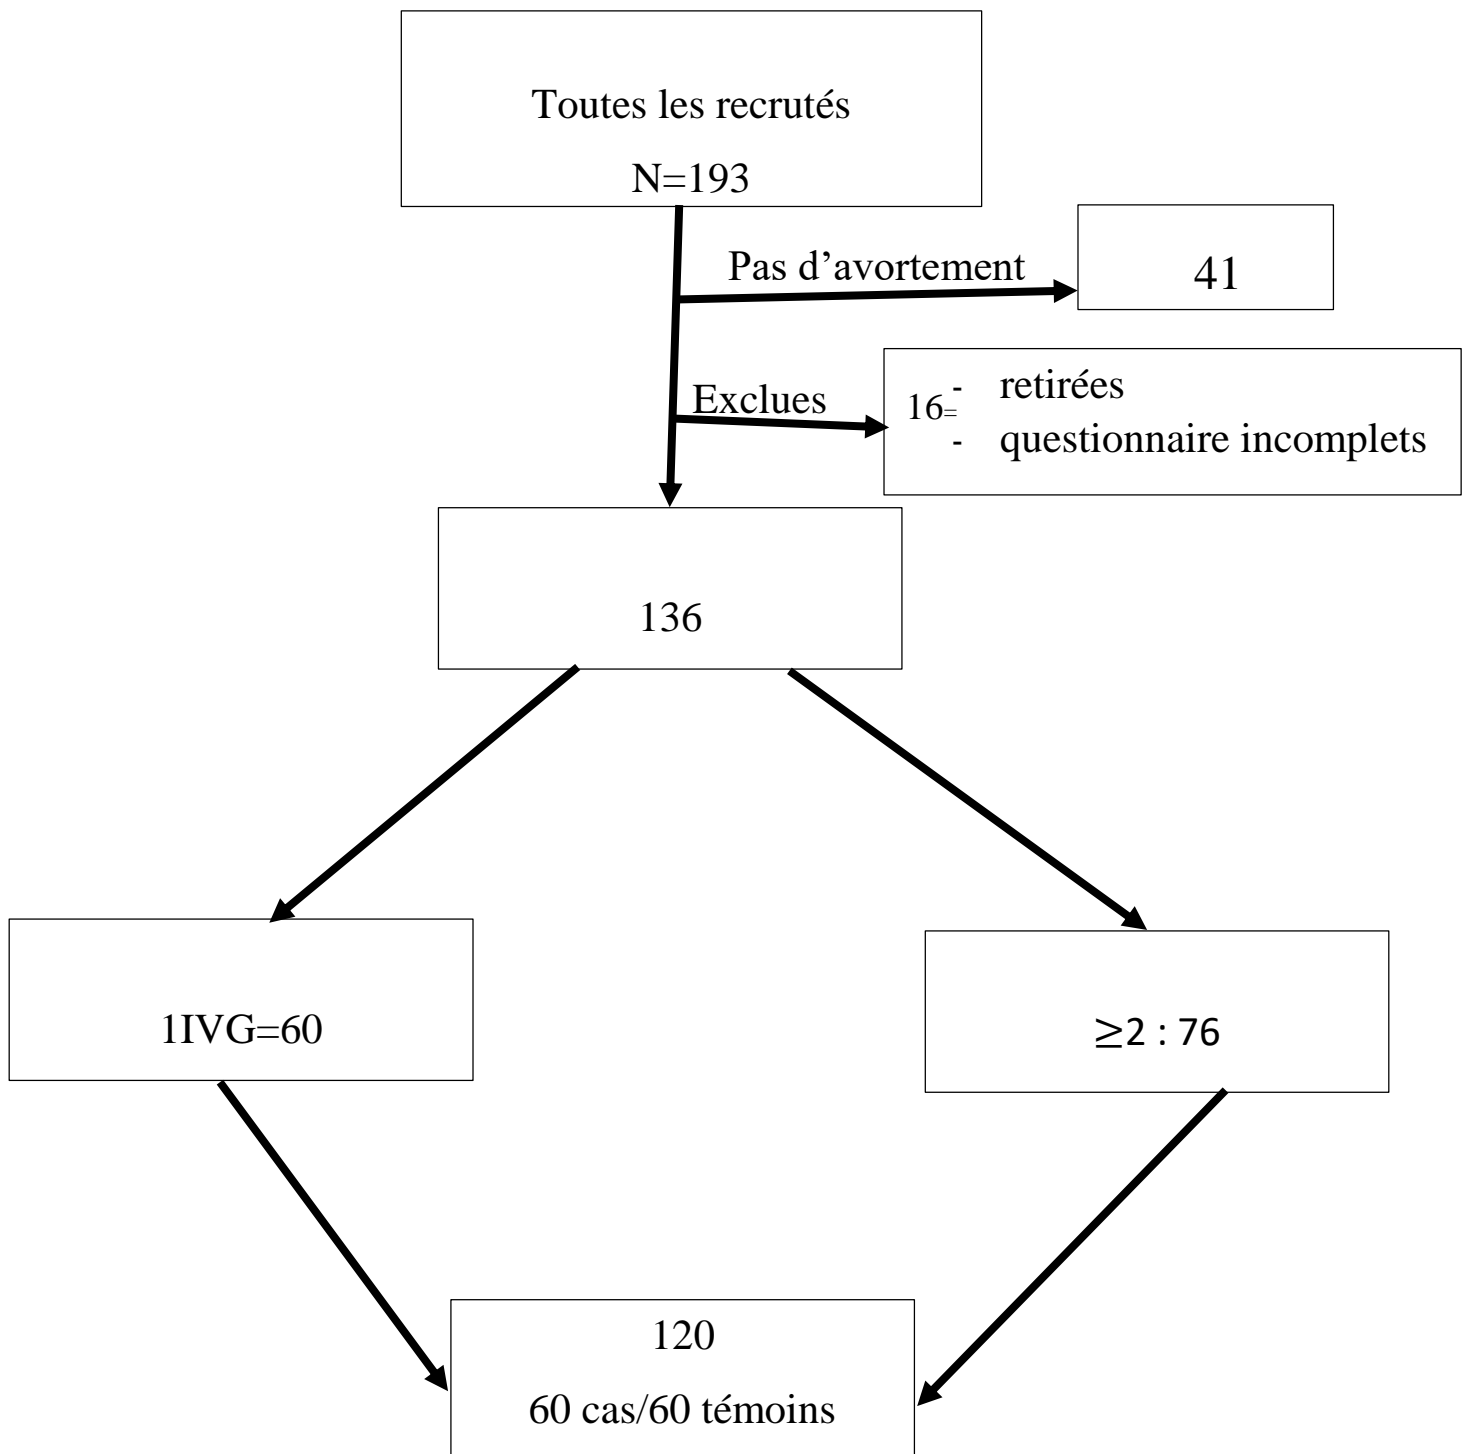 Toutes les recrutés
N=193
Pas d’avortement
41
Exclues
16=
- retirées
- questionnaire incomplets
136
1IVG=60
≥2 : 76
120
60 cas/60 témoins